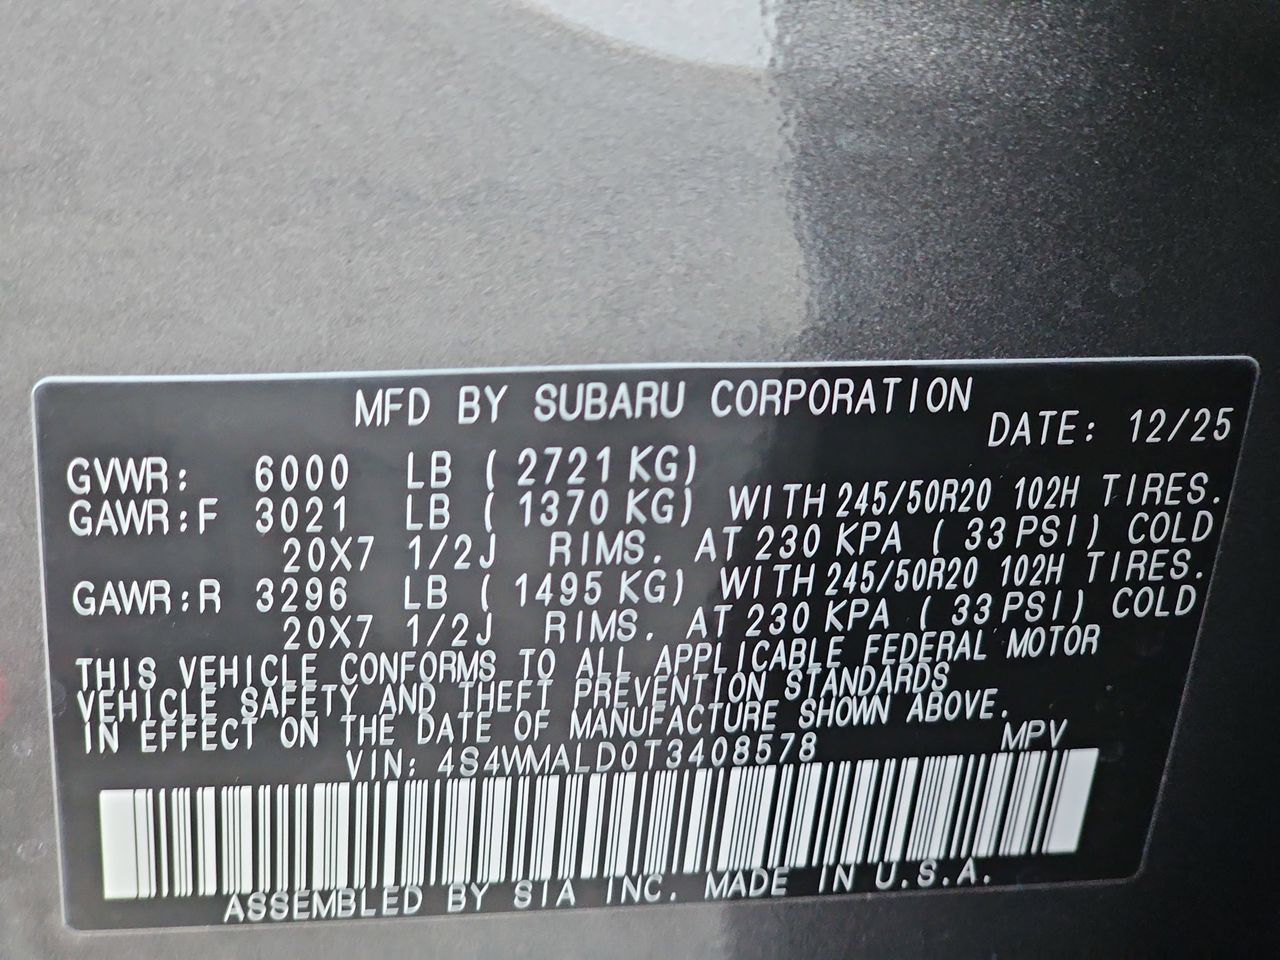 MFD BY SUBARU CORPORATION
DATE: 12/25
GVWR: 6000 LB ( 2721 KG)
GAWR:F 3021 LB ( 1370 KG) WITH 245/50R20 102H TIRES.
20X7 1/2J RIMS. AT 230 KPA ( 33 PSI) COLD
GAWR:R 3296 LB ( 1495 KG) WITH 245/50R20 102H TIRES.
20X7 1/2J RIMS. AT 230 KPA ( 33 PSI) COLD
THIS VEHICLE CONFORMS TO ALL APPLICABLE FEDERAL MOTOR
VEHICLE SAFETY AND THEFT PREVENTION STANDARDS
IN EFFECT ON THE DATE OF MANUFACTURE SHOWN ABOVE.
VIN: 4S4WMALD0T3408578 MPV
ASSEMBLED BY SIA INC. MADE IN U.S.A.